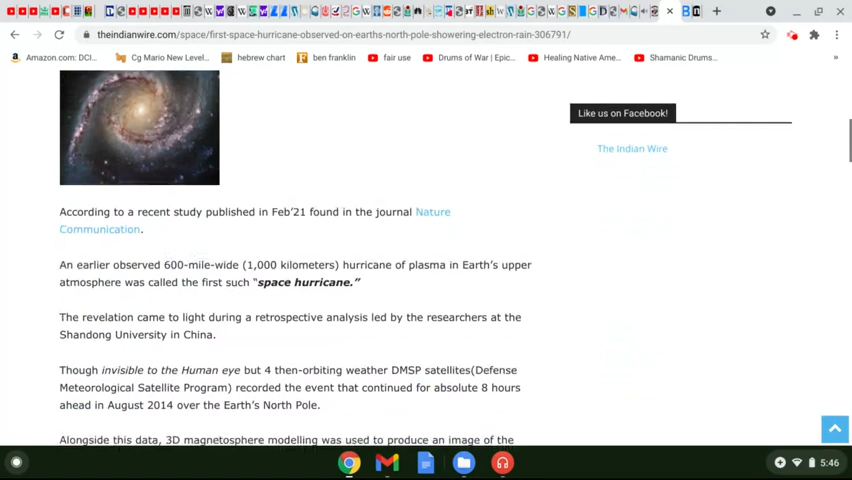 theindianwire.com/space/first-space-hurricane-observed-on-earths-north-pole-showering-electron-rain-306791/
Amazon.com: DCI... Cg Mario New Level... hebrew chart ben franklin fair use Drums of War | Epic... Healing Native Ame... Shamanic Drums... »
Like us on Facebook!
The Indian Wire
According to a recent study published in Feb’21 found in the journal Nature
Communication.
An earlier observed 600-mile-wide (1,000 kilometers) hurricane of plasma in Earth’s upper
atmosphere was called the first such “space hurricane.”
The revelation came to light during a retrospective analysis led by the researchers at the
Shandong University in China.
Though invisible to the Human eye but 4 then-orbiting weather DMSP satellites(Defense
Meteorological Satellite Program) recorded the event that continued for absolute 8 hours
ahead in August 2014 over the Earth’s North Pole.
Alongside this data, 3D magnetosphere modelling was used to produce an image of the
5:46